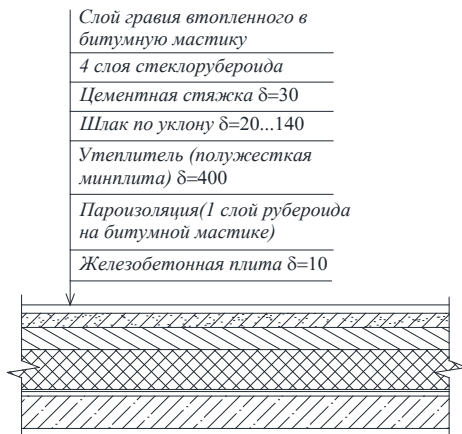 Слой гравия втопленного в
битумную мастику
4 слоя стеклорубероида
Цементная стяжка δ=30
Шлак по уклону δ=20...140
Утеплитель (полужесткая
минплита) δ=400
Пароизоляция(1 слой рубероида
на битумной мастике)
Железобетонная плита δ=10